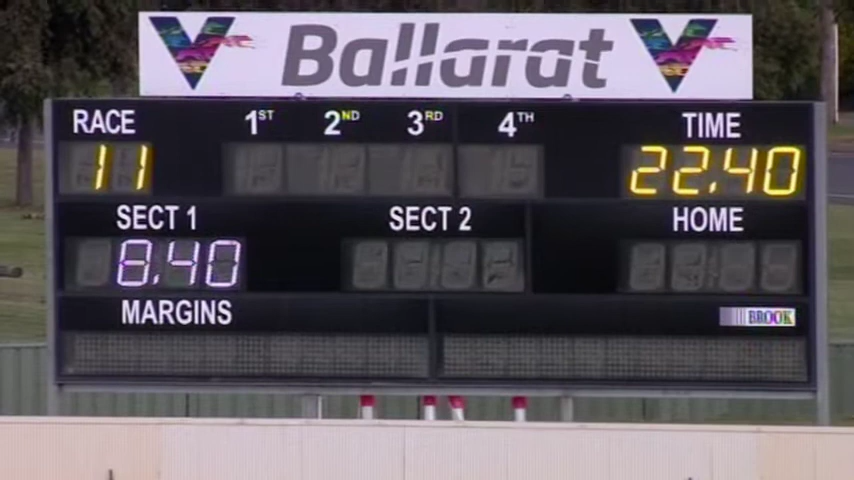 Ballarat
RACE 1ST 2ND 3RD 4TH TIME
11 22.40
SECT 1 SECT 2 HOME
8.40
MARGINS
BROOK